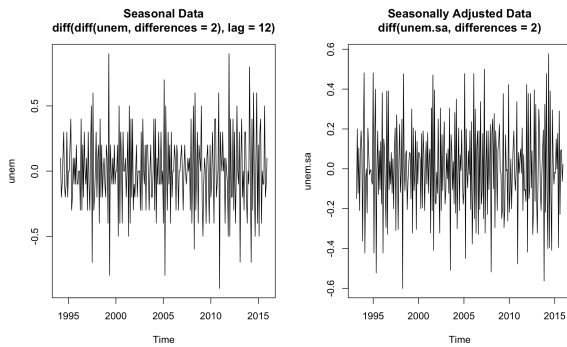 Seasonal Data
diff(diff(unem, differences = 2), lag = 12)
unem
0.5
0.0
-0.5
1995 2000 2005 2010 2015
Time
Seasonally Adjusted Data
diff(unem.sa, differences = 2)
unem.sa
0.6
0.4
0.2
0.0
-0.2
-0.4
-0.6
1995 2000 2005 2010 2015
Time